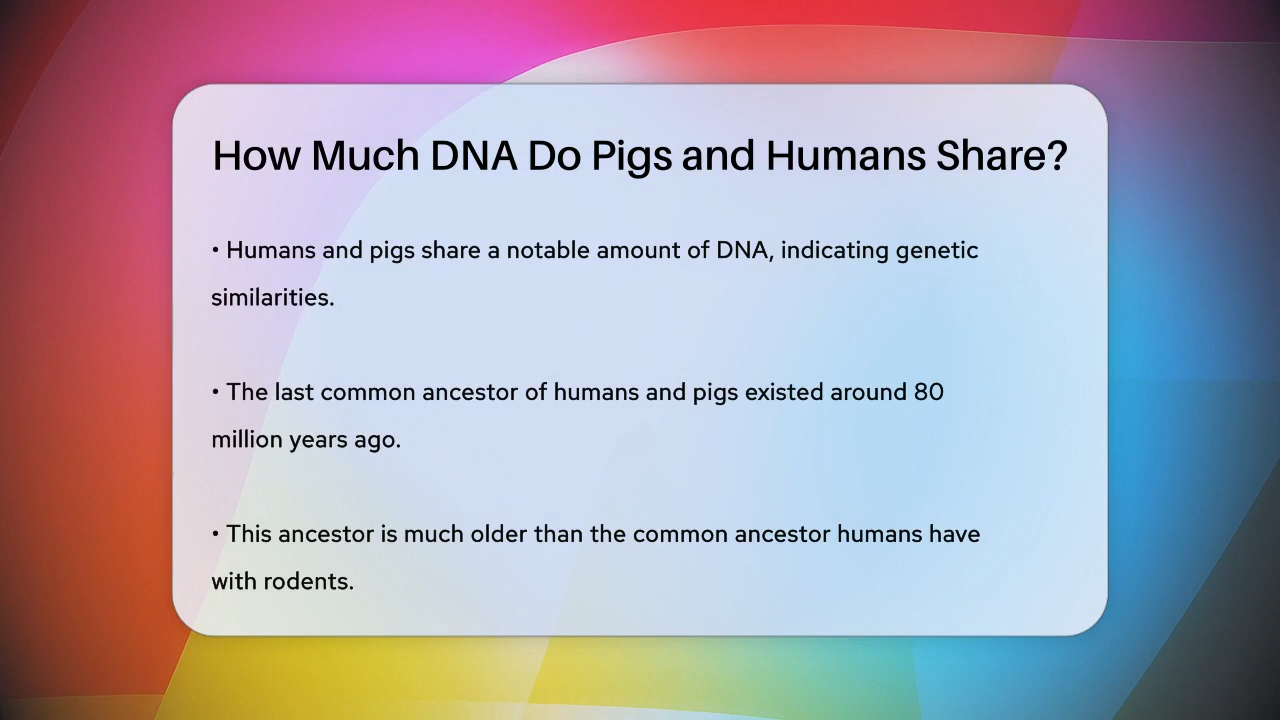 How Much DNA Do Pigs and Humans Share?
• Humans and pigs share a notable amount of DNA, indicating genetic
similarities.
• The last common ancestor of humans and pigs existed around 80
million years ago.
• This ancestor is much older than the common ancestor humans have
with rodents.